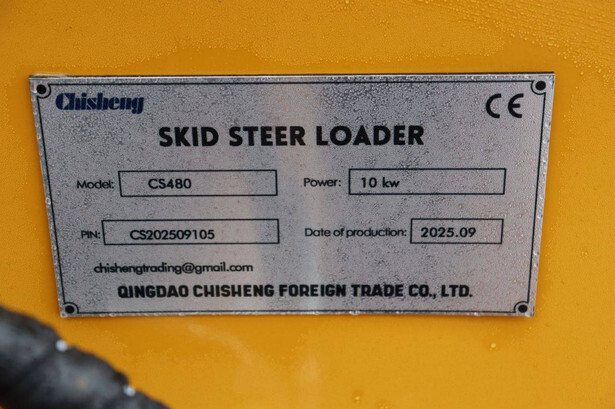 Chisheng CE
SKID STEER LOADER
Model: CS480 Power: 10 kw
PIN: CS202509105 Date of production: 2025.09
chishengtrading@gmail.com
QINGDAO CHISHENG FOREIGN TRADE CO., LTD.